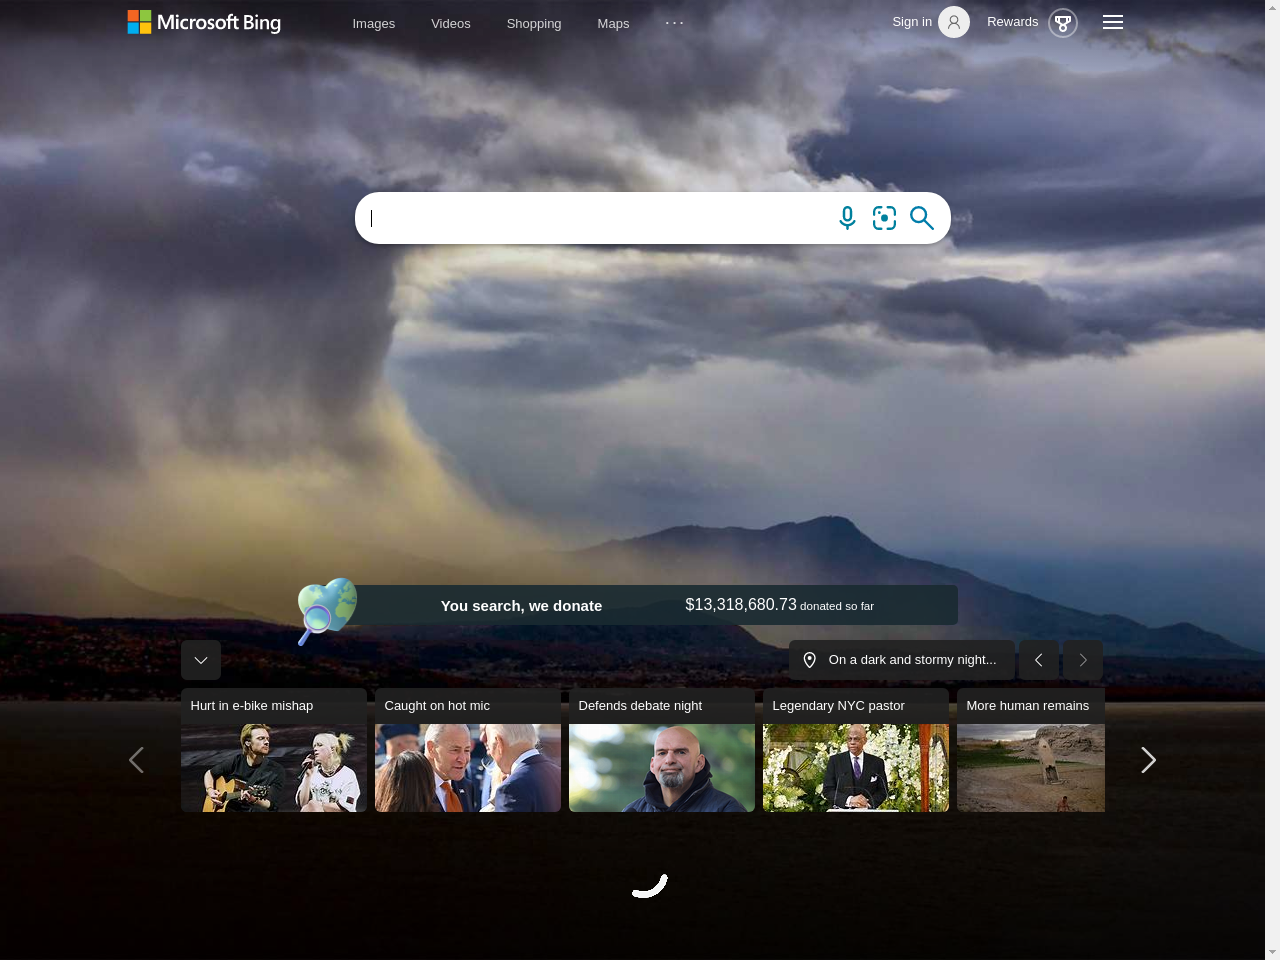 Microsoft Bing
Images
Videos
Shopping
Maps
Sign in
Rewards
You search, we donate
$13,318,680.73 donated so far
On a dark and stormy night...
Hurt in e-bike mishap
Caught on hot mic
Defends debate night
Legendary NYC pastor
More human remains